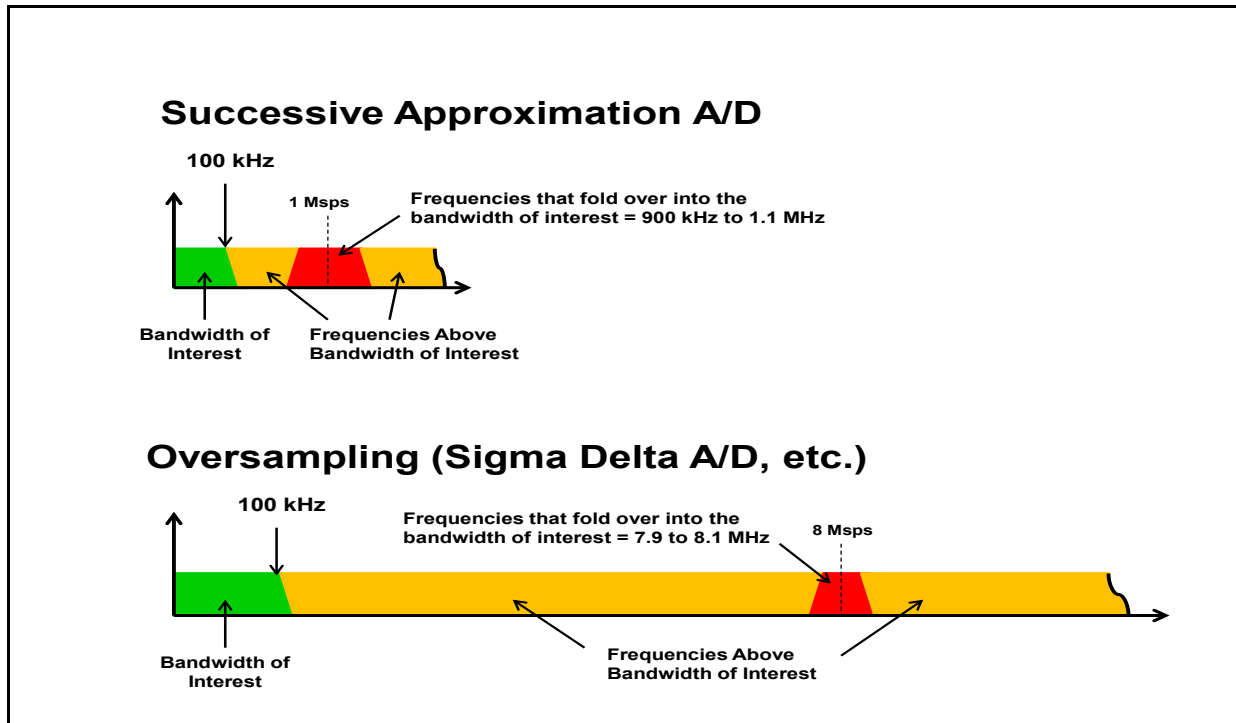 Successive Approximation A/D
100 kHz
1 Msps
Frequencies that fold over into the
bandwidth of interest = 900 kHz to 1.1 MHz
Bandwidth of
Interest
Frequencies Above
Bandwidth of Interest
Oversampling (Sigma Delta A/D, etc.)
100 kHz
Frequencies that fold over into the
bandwidth of interest = 7.9 to 8.1 MHz
8 Msps
Bandwidth of
Interest
Frequencies Above
Bandwidth of Interest